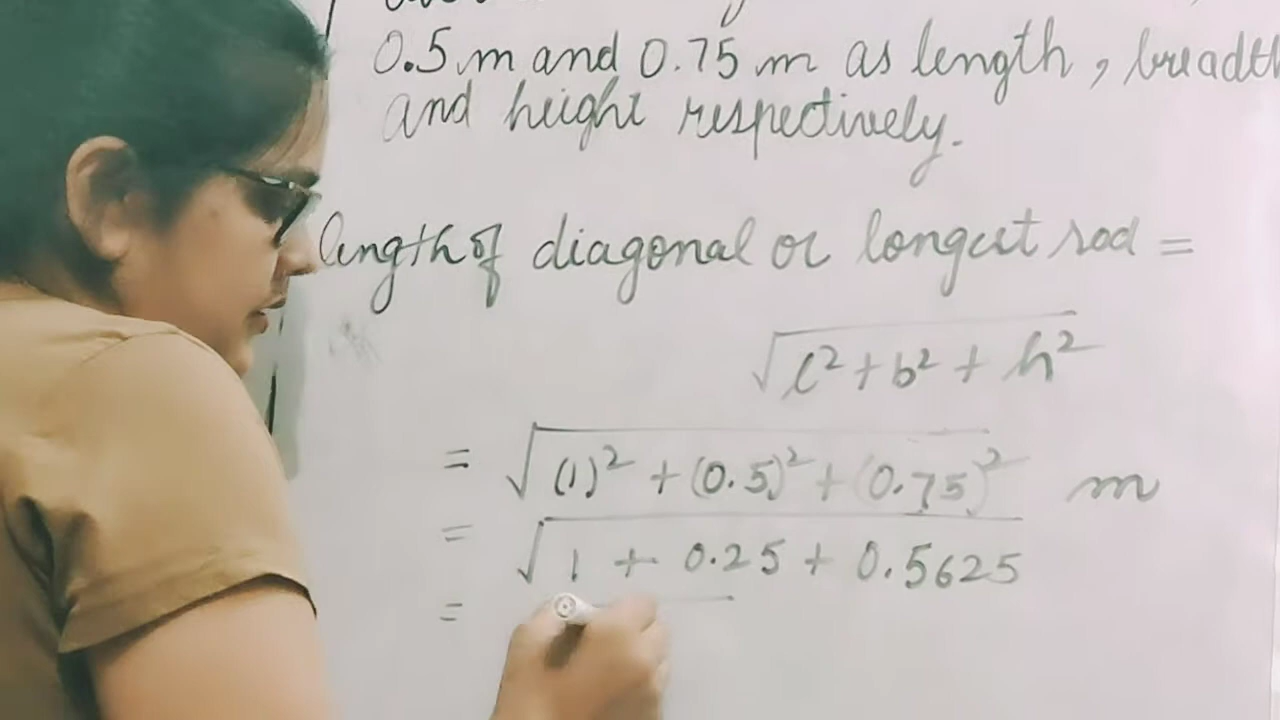 0.5 m and 0.75 m as length, breadth
and height respectively.
length of diagonal or longest rod =
√l² + b² + h²
= √(1)² + (0.5)² + (0.75)² m
= √1 + 0.25 + 0.5625
=